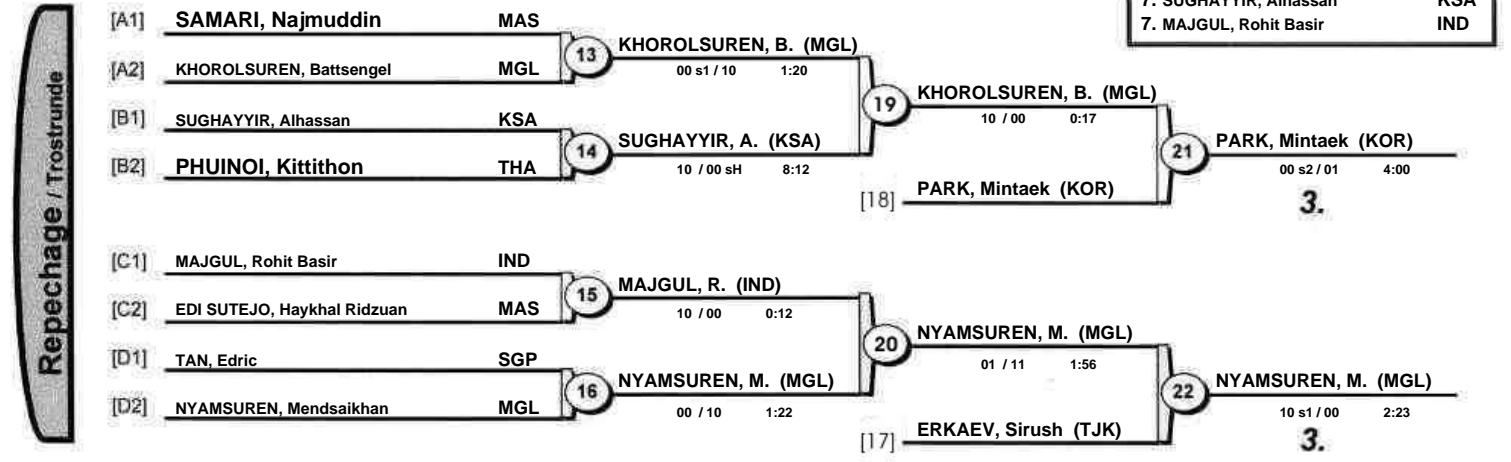 7. SUGHAYYIR, Alhassan KSA
7. MAJGUL, Rohit Basir IND
Repechage / Trostrunde
[A1] SAMARI, Najmuddin MAS
13 KHOROLSUREN, B. (MGL)
[A2] KHOROLSUREN, Battsengel MGL
00 s1 / 10 1:20
19 KHOROLSUREN, B. (MGL)
10 / 00 0:17
[B1] SUGHAYYIR, Alhassan KSA
14 SUGHAYYIR, A. (KSA)
10 / 00 sH 8:12
[B2] PHUINOI, Kittithon THA
21 PARK, Mintaek (KOR)
00 s2 / 01 4:00
[18] PARK, Mintaek (KOR)
3.
[C1] MAJGUL, Rohit Basir IND
15 MAJGUL, R. (IND)
[C2] EDI SUTEJO, Haykhal Ridzuan MAS
10 / 00 0:12
20 NYAMSUREN, M. (MGL)
01 / 11 1:56
[D1] TAN, Edric SGP
16 NYAMSUREN, M. (MGL)
00 / 10 1:22
[D2] NYAMSUREN, Mendsaikhan MGL
22 NYAMSUREN, M. (MGL)
10 s1 / 00 2:23
[17] ERKAEV, Sirush (TJK)
3.